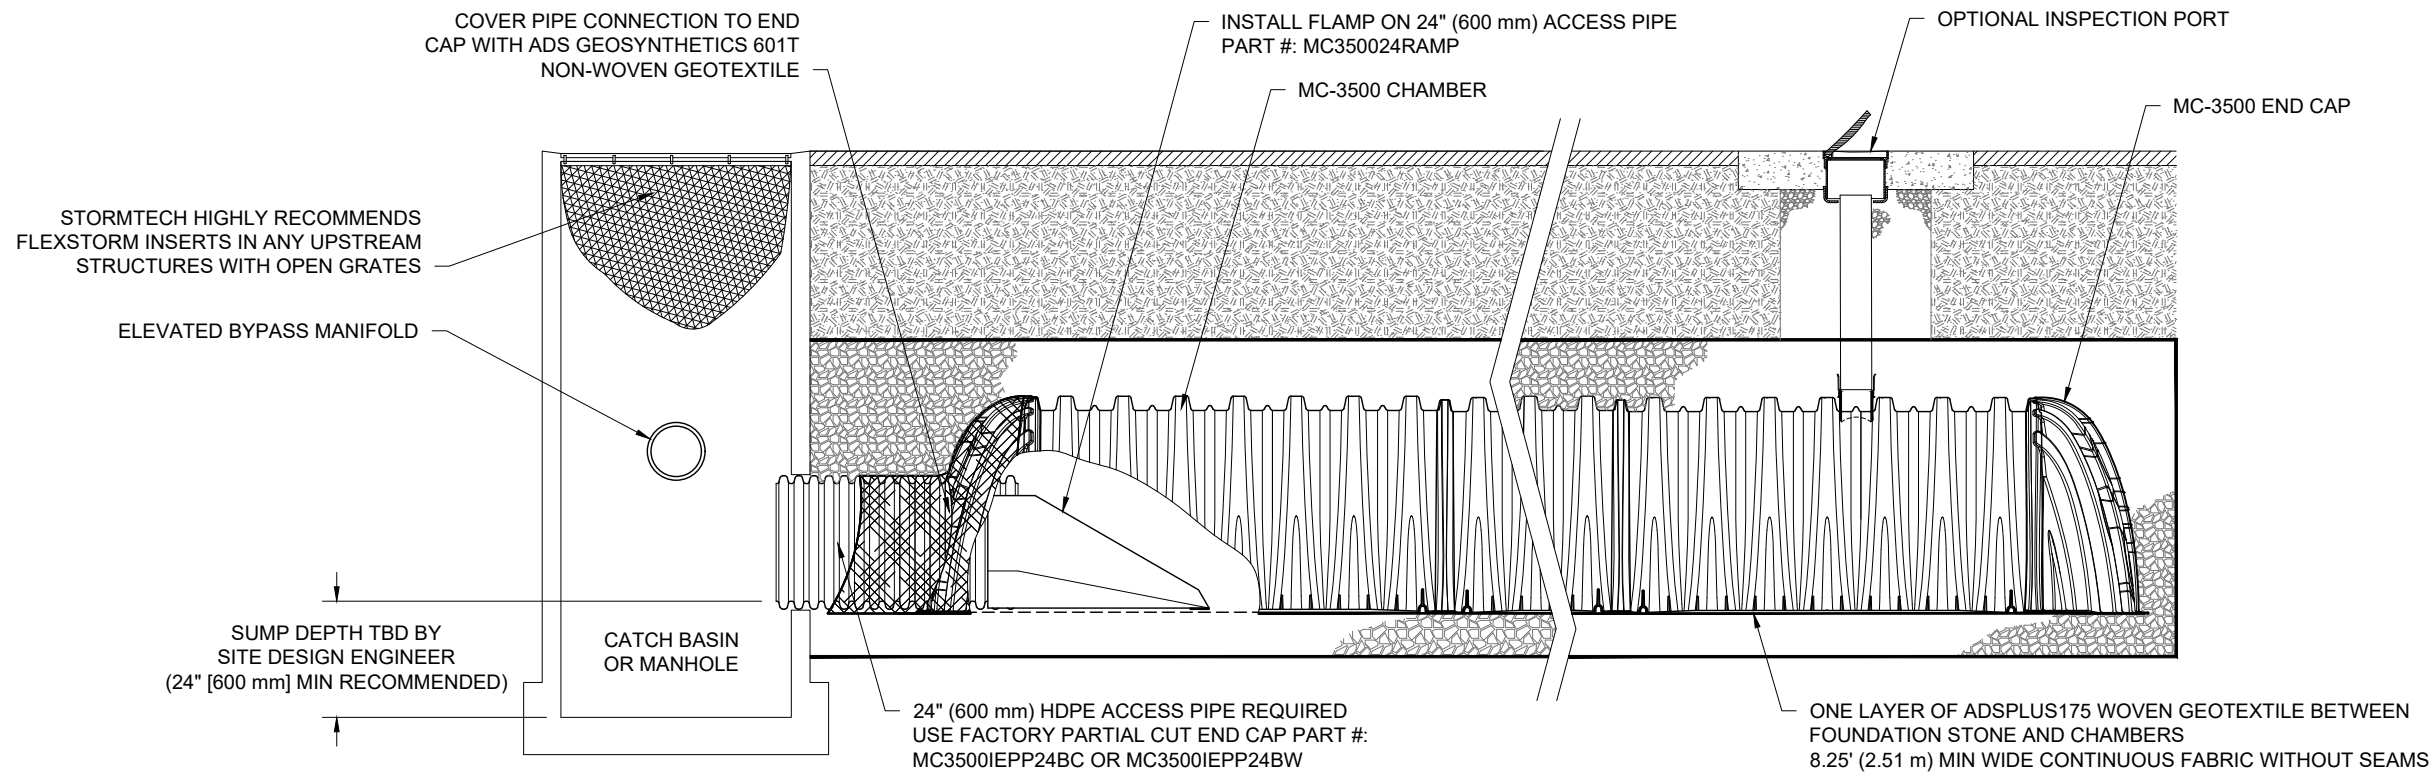 COVER PIPE CONNECTION TO END
CAP WITH ADS GEOSYNTHETICS 601T
NON-WOVEN GEOTEXTILE
INSTALL FLAMP ON 24" (600 mm) ACCESS PIPE
PART #: MC350024RAMP
MC-3500 CHAMBER
OPTIONAL INSPECTION PORT
MC-3500 END CAP
STORMTECH HIGHLY RECOMMENDS
FLEXSTORM INSERTS IN ANY UPSTREAM
STRUCTURES WITH OPEN GRATES
ELEVATED BYPASS MANIFOLD
SUMP DEPTH TBD BY
SITE DESIGN ENGINEER
(24" [600 mm] MIN RECOMMENDED)
CATCH BASIN
OR MANHOLE
24" (600 mm) HDPE ACCESS PIPE REQUIRED
USE FACTORY PARTIAL CUT END CAP PART #:
MC3500IEPP24BC OR MC3500IEPP24BW
ONE LAYER OF ADSPLUS175 WOVEN GEOTEXTILE BETWEEN
FOUNDATION STONE AND CHAMBERS
8.25' (2.51 m) MIN WIDE CONTINUOUS FABRIC WITHOUT SEAMS